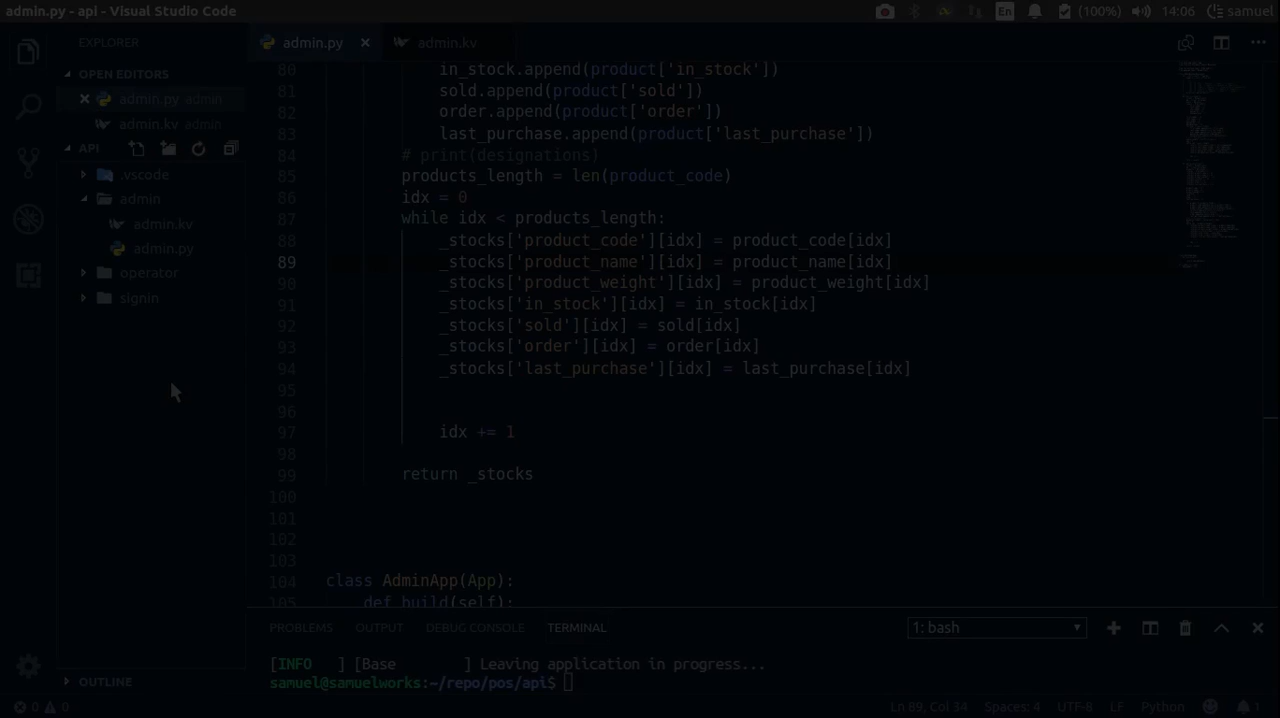 admin.py - api - Visual Studio Code
En
(100%)
14:06
samuel
EXPLORER
OPEN EDITORS
admin.py admin
admin.kv admin
API
.vscode
admin
admin.kv
admin.py
operator
signin
OUTLINE
admin.py
admin.kv
80 in_stock.append(product['in_stock'])
81 sold.append(product['sold'])
82 order.append(product['order'])
83 last_purchase.append(product['last_purchase'])
84 # print(designations)
85 products_length = len(product_code)
86 idx = 0
87 while idx < products_length:
88 _stocks['product_code'][idx] = product_code[idx]
89 _stocks['product_name'][idx] = product_name[idx]
90 _stocks['product_weight'][idx] = product_weight[idx]
91 _stocks['in_stock'][idx] = in_stock[idx]
92 _stocks['sold'][idx] = sold[idx]
93 _stocks['order'][idx] = order[idx]
94 _stocks['last_purchase'][idx] = last_purchase[idx]
95
96
97 idx += 1
98
99 return _stocks
100
101
102
103
104 class AdminApp(App):
105 def build(self):
PROBLEMS OUTPUT DEBUG CONSOLE TERMINAL
1: bash
[INFO ] [Base ] Leaving application in progress...
samuel@samuelworks:~/repo/pos/api$
0 0
Ln 89, Col 34 Spaces: 4 UTF-8 LF Python 1